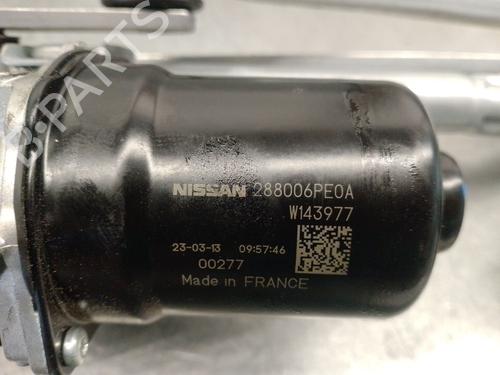 B-PARTS
NISSAN 288006PE0A
W143977
23-03-13 09:57:46
00277
Made in FRANCE